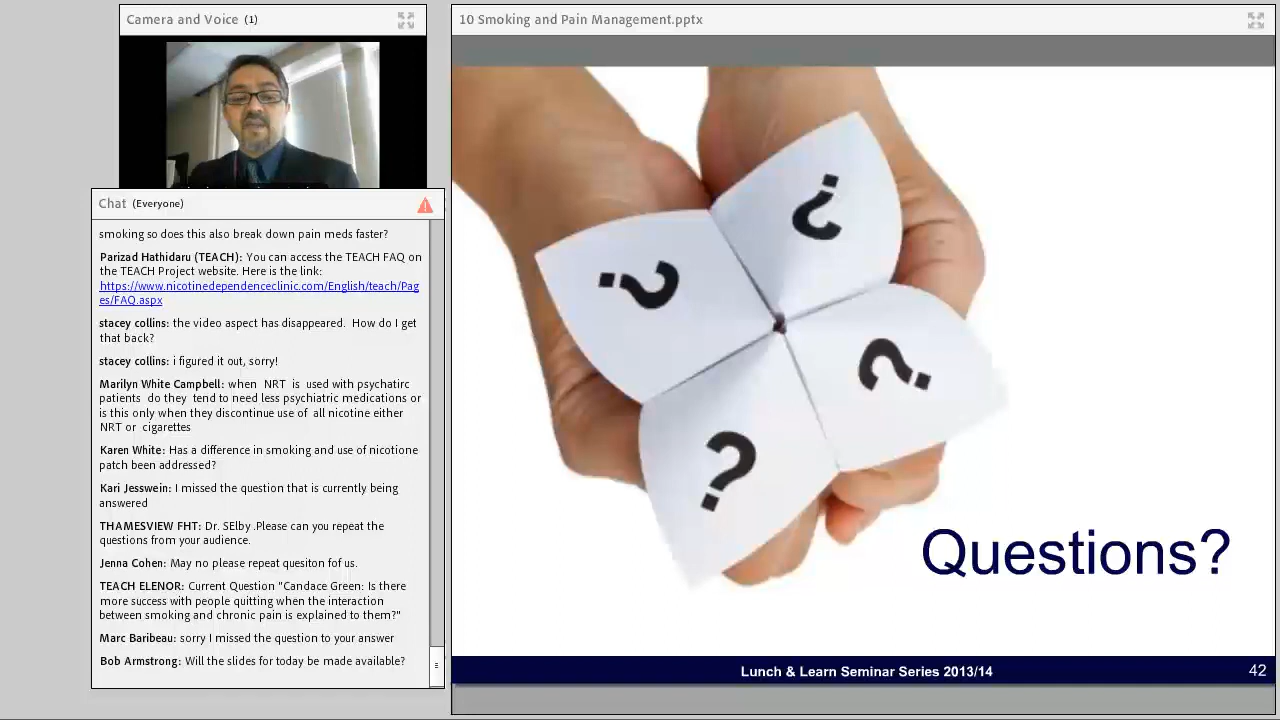 Camera and Voice (1)
Chat (Everyone)
smoking so does this also break down pain meds faster?
Parizad Hathidaru (TEACH): You can access the TEACH FAQ on
the TEACH Project website. Here is the link:
https://www.nicotinedependenceclinic.com/English/teach/Pag
es/FAQ.aspx
stacey collins: the video aspect has disappeared. How do I get
that back?
stacey collins: i figured it out, sorry!
Marilyn White Campbell: when NRT is used with psychatirc
patients do they tend to need less psychiatric medications or
is this only when they discontinue use of all nicotine either
NRT or cigarettes
Karen White: Has a difference in smoking and use of nicotione
patch been addressed?
Kari Jesswein: I missed the question that is currently being
answered
THAMESVIEW FHT: Dr. SElby .Please can you repeat the
questions from your audience.
Jenna Cohen: May no please repeat quesiton fof us.
TEACH ELENOR: Current Question "Candace Green: Is there
more success with people quitting when the interaction
between smoking and chronic pain is explained to them?"
Marc Baribeau: sorry I missed the question to your answer
Bob Armstrong: Will the slides for today be made available?
10 Smoking and Pain Management.pptx
?
?
?
?
Questions?
Lunch & Learn Seminar Series 2013/14
42